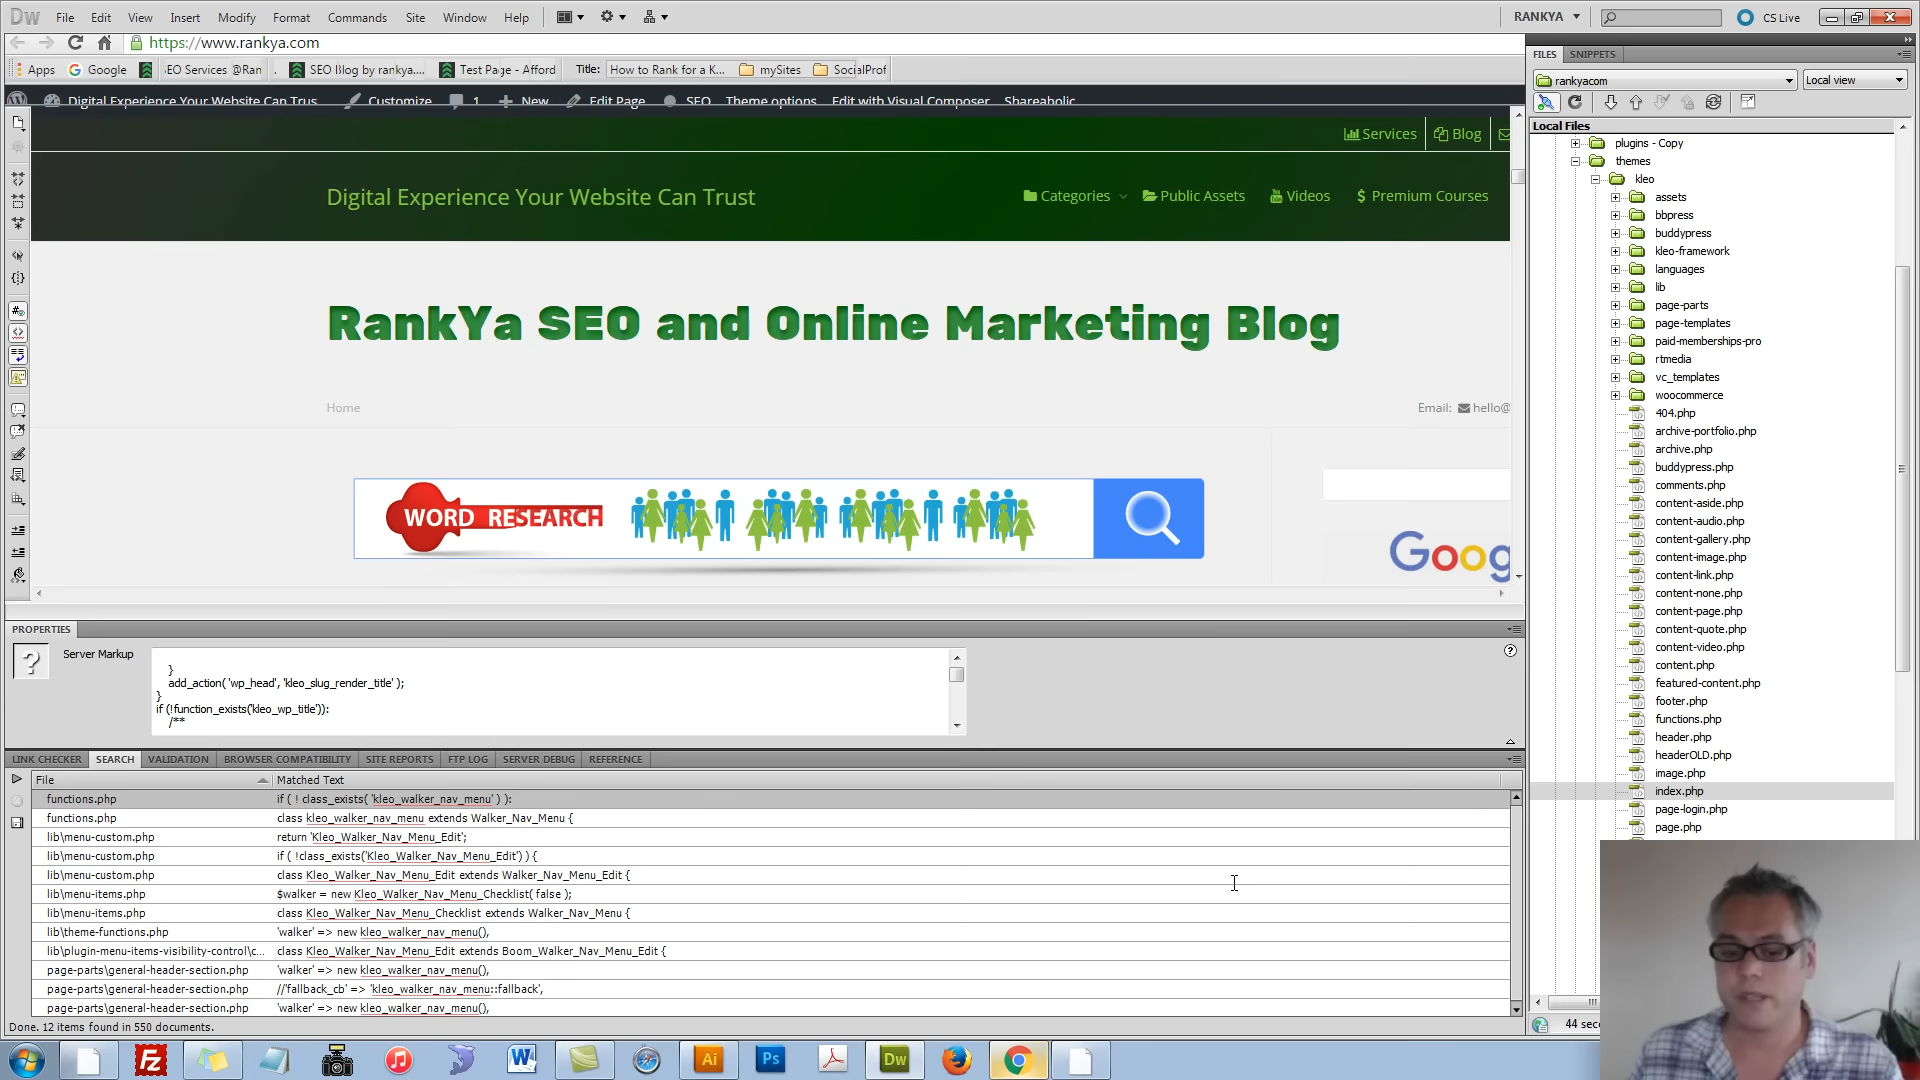 Dw File Edit View Insert Modify Format Commands Site Window Help RANKYA CS Live
https://www.rankya.com
Apps Google EO Services @Ran SEO Blog by rankya.... Test Page - Afford Title: How to Rank for a K... mySites SocialProf
Digital Experience Your Website Can Trus Customize 1 New Edit Page SEO Theme options Edit with Visual Composer Shareaholic
Services Blog
Digital Experience Your Website Can Trust Categories Public Assets Videos $ Premium Courses
RankYa SEO and Online Marketing Blog
Home Email: hello@
WORD RESEARCH
Goog
PROPERTIES
Server Markup
}
add_action( 'wp_head', 'kleo_slug_render_title' );
}
if (!function_exists('kleo_wp_title')):
/**
LINK CHECKER SEARCH VALIDATION BROWSER COMPATIBILITY SITE REPORTS FTP LOG SERVER DEBUG REFERENCE
File Matched Text
functions.php if ( ! class_exists( 'kleo_walker_nav_menu' ) ):
functions.php class kleo_walker_nav_menu extends Walker_Nav_Menu {
lib\menu-custom.php return 'Kleo_Walker_Nav_Menu_Edit';
lib\menu-custom.php if ( !class_exists('Kleo_Walker_Nav_Menu_Edit') ) {
lib\menu-custom.php class Kleo_Walker_Nav_Menu_Edit extends Walker_Nav_Menu_Edit {
lib\menu-items.php $walker = new Kleo_Walker_Nav_Menu_Checklist( false );
lib\menu-items.php class Kleo_Walker_Nav_Menu_Checklist extends Walker_Nav_Menu {
lib\theme-functions.php 'walker' => new kleo_walker_nav_menu(),
lib\plugin-menu-items-visibility-control\c... class Kleo_Walker_Nav_Menu_Edit extends Boom_Walker_Nav_Menu_Edit {
page-parts\general-header-section.php 'walker' => new kleo_walker_nav_menu(),
page-parts\general-header-section.php //'fallback_cb' => 'kleo_walker_nav_menu::fallback',
page-parts\general-header-section.php 'walker' => new kleo_walker_nav_menu(),
Done. 12 items found in 550 documents.
FILES SNIPPETS
rankyacom Local view
Local Files
plugins - Copy
themes
kleo
assets
bbpress
buddypress
kleo-framework
languages
lib
page-parts
page-templates
paid-memberships-pro
rtmedia
vc_templates
woocommerce
404.php
archive-portfolio.php
archive.php
buddypress.php
comments.php
content-aside.php
content-audio.php
content-gallery.php
content-image.php
content-link.php
content-none.php
content-page.php
content-quote.php
content-video.php
content.php
featured-content.php
footer.php
functions.php
header.php
headerOLD.php
image.php
index.php
page-login.php
page.php
44 sec
Fz W Ai Ps Dw